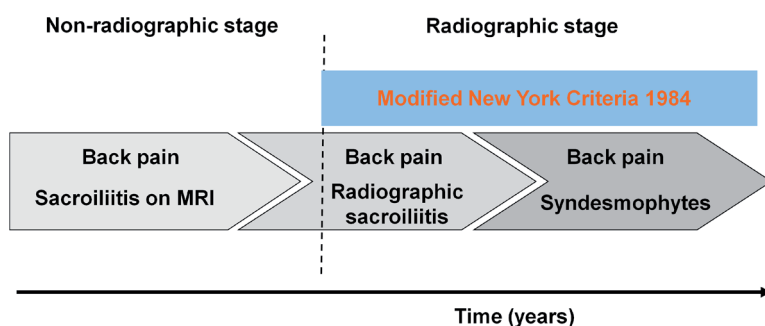 Non-radiographic stage
Radiographic stage
Modified New York Criteria 1984
Back pain
Sacroiliitis on MRI
Back pain
Radiographic
sacroiliitis
Back pain
Syndesmophytes
Time (years)